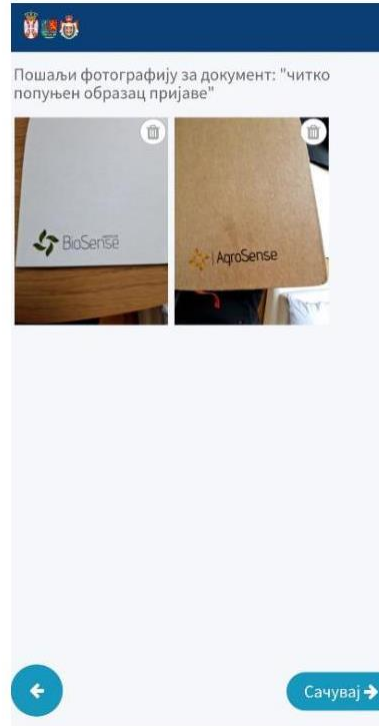 Пошаљи фотографију за документ: "читко
попуњен образац пријаве"
BioSense
AgroSense
Сачувај